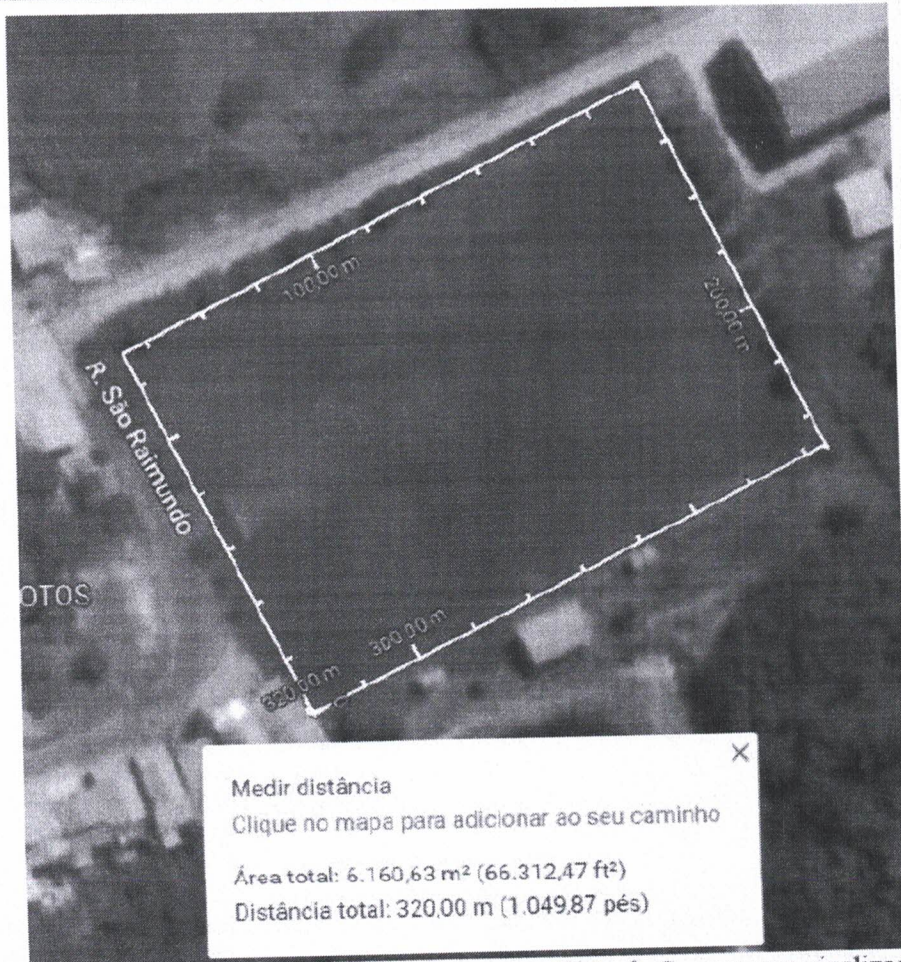 100,00 m
200,00 m
R. São Raimundo
OTOS
300,00 m
320,00 m
Medir distância
Clique no mapa para adicionar ao seu caminho
Área total: 6.160,63 m² (66.312,47 ft²)
Distância total: 320,00 m (1.049,87 pés)